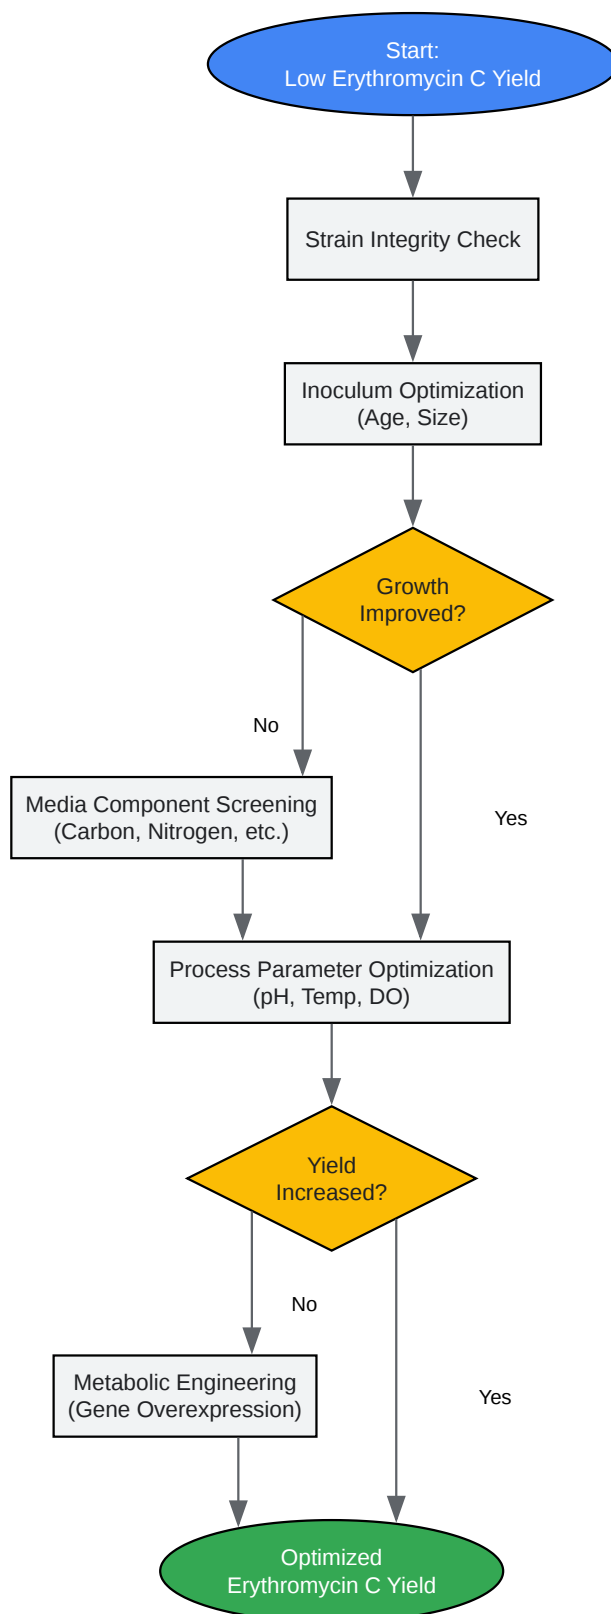 Start:
Low Erythromycin C Yield
Strain Integrity Check
Inoculum Optimization
(Age, Size)
Growth
Improved?
No
Media Component Screening
(Carbon, Nitrogen, etc.)
Yes
Process Parameter Optimization
(pH, Temp, DO)
Yield
Increased?
No
Metabolic Engineering
(Gene Overexpression)
Yes
Optimized
Erythromycin C Yield